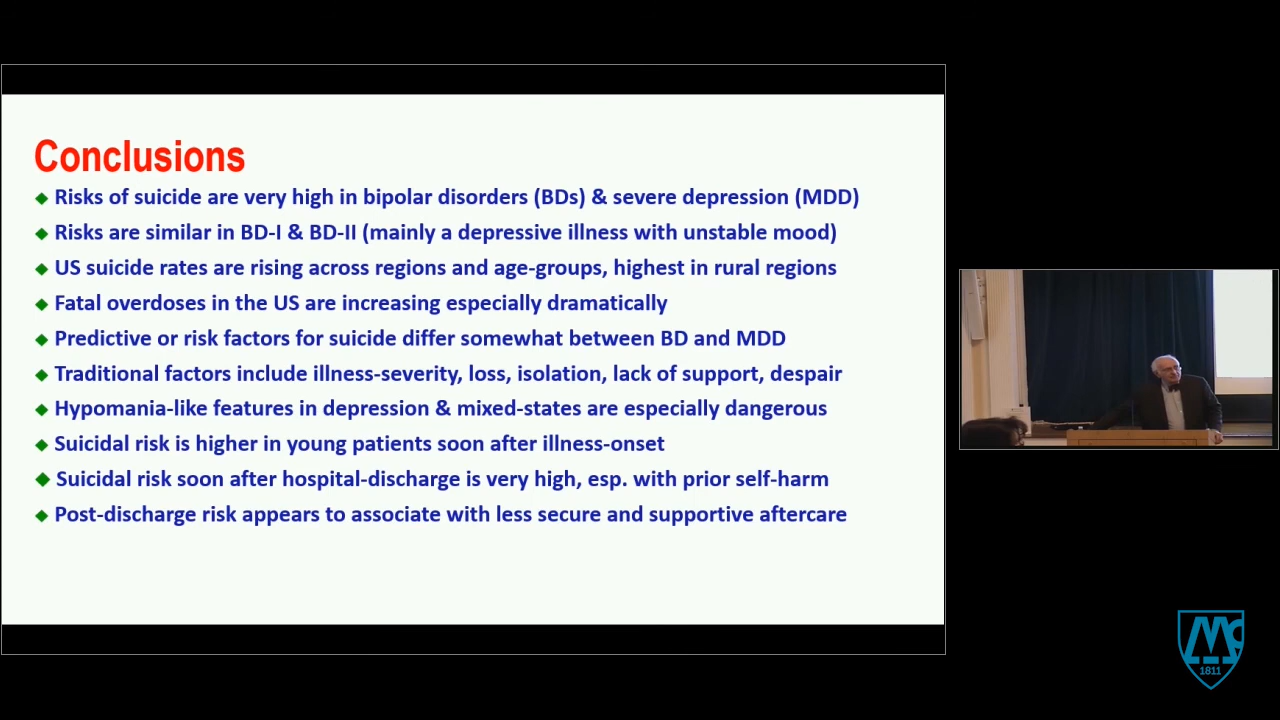 Conclusions
Risks of suicide are very high in bipolar disorders (BDs) & severe depression (MDD)
Risks are similar in BD-I & BD-II (mainly a depressive illness with unstable mood)
US suicide rates are rising across regions and age-groups, highest in rural regions
Fatal overdoses in the US are increasing especially dramatically
Predictive or risk factors for suicide differ somewhat between BD and MDD
Traditional factors include illness-severity, loss, isolation, lack of support, despair
Hypomania-like features in depression & mixed-states are especially dangerous
Suicidal risk is higher in young patients soon after illness-onset
Suicidal risk soon after hospital-discharge is very high, esp. with prior self-harm
Post-discharge risk appears to associate with less secure and supportive aftercare
Mc
1811